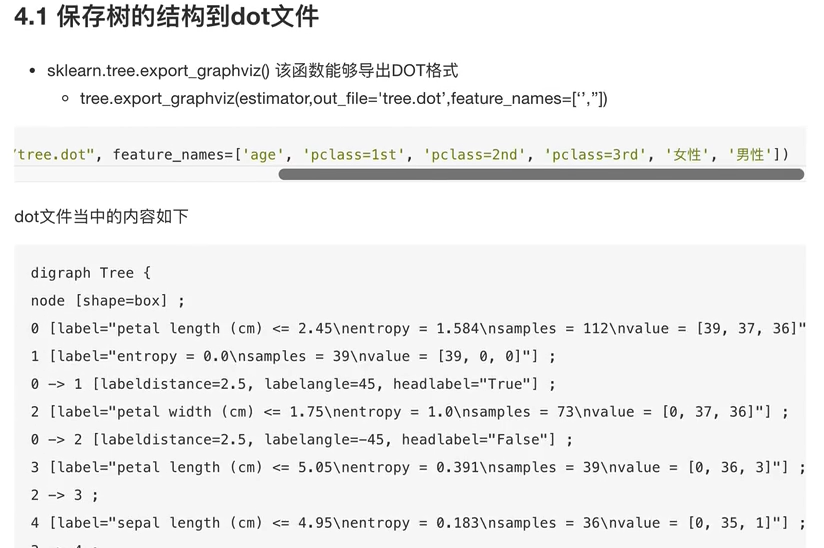 4.1 保存树的结构到dot文件
• sklearn.tree.export_graphviz() 该函数能够导出DOT格式
◦ tree.export_graphviz(estimator,out_file='tree.dot',feature_names=[‘’,”])
/tree.dot", feature_names=['age', 'pclass=1st', 'pclass=2nd', 'pclass=3rd', '女性', '男性'])
dot文件当中的内容如下
digraph Tree {
node [shape=box] ;
0 [label="petal length (cm) <= 2.45\nentropy = 1.584\nsamples = 112\nvalue = [39, 37, 36]"
1 [label="entropy = 0.0\nsamples = 39\nvalue = [39, 0, 0]"] ;
0 -> 1 [labeldistance=2.5, labelangle=45, headlabel="True"] ;
2 [label="petal width (cm) <= 1.75\nentropy = 1.0\nsamples = 73\nvalue = [0, 37, 36]"] ;
0 -> 2 [labeldistance=2.5, labelangle=-45, headlabel="False"] ;
3 [label="petal length (cm) <= 5.05\nentropy = 0.391\nsamples = 39\nvalue = [0, 36, 3]"] ;
2 -> 3 ;
4 [label="sepal length (cm) <= 4.95\nentropy = 0.183\nsamples = 36\nvalue = [0, 35, 1]"] ;
3 -> 4 ;